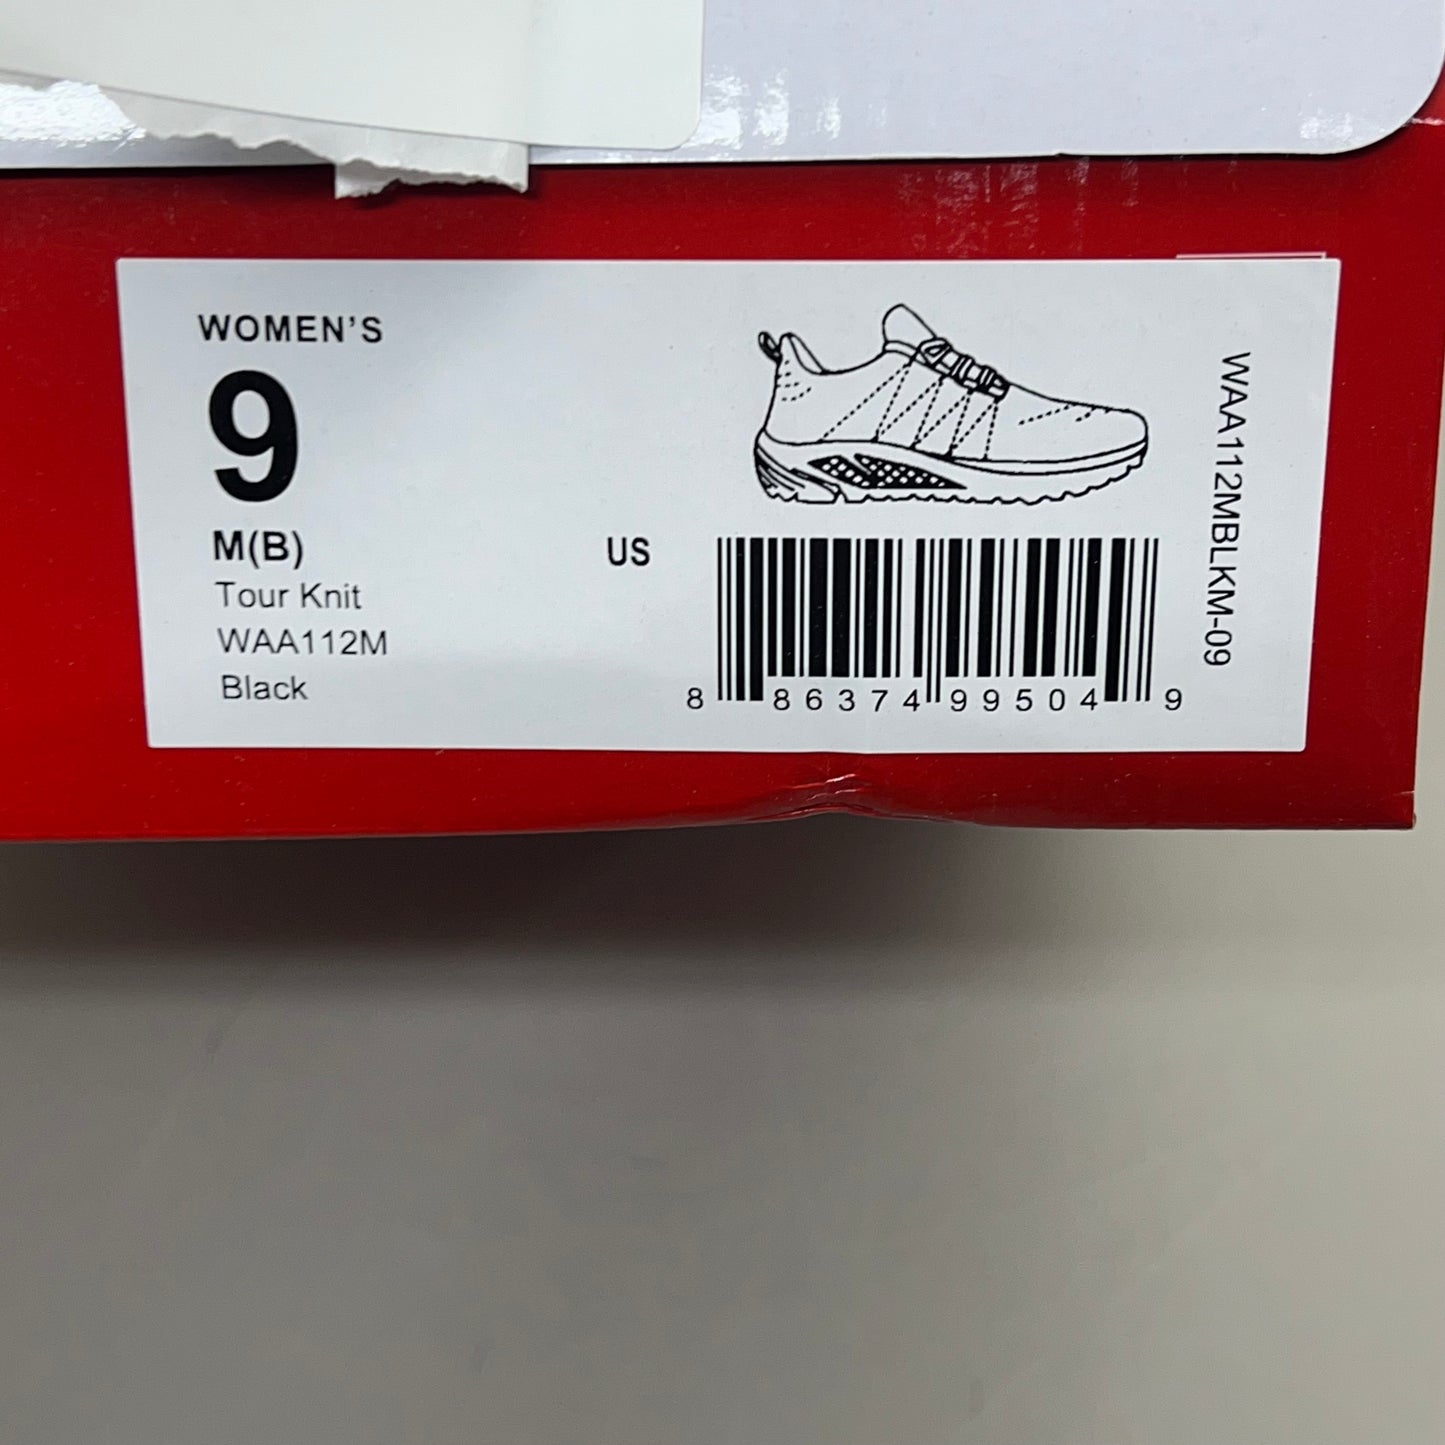 WOMEN'S
9
M(B)
US
Tour Knit
WAA112M
Black
8 86374 99504 9
WAA112MBLKM-09